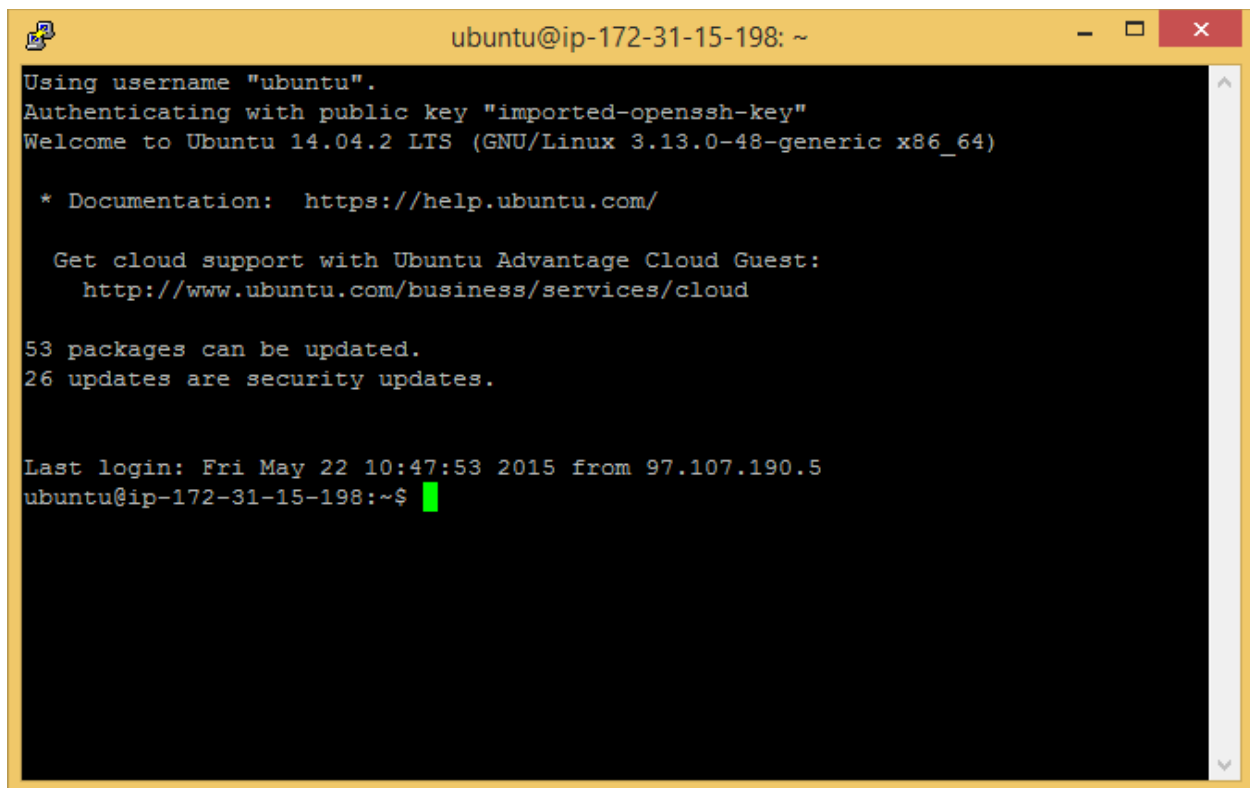 ubuntu@ip-172-31-15-198: ~
Using username "ubuntu".
Authenticating with public key "imported-openssh-key"
Welcome to Ubuntu 14.04.2 LTS (GNU/Linux 3.13.0-48-generic x86_64)
* Documentation:  https://help.ubuntu.com/
Get cloud support with Ubuntu Advantage Cloud Guest:
http://www.ubuntu.com/business/services/cloud
53 packages can be updated.
26 updates are security updates.
Last login: Fri May 22 10:47:53 2015 from 97.107.190.5
ubuntu@ip-172-31-15-198:~$